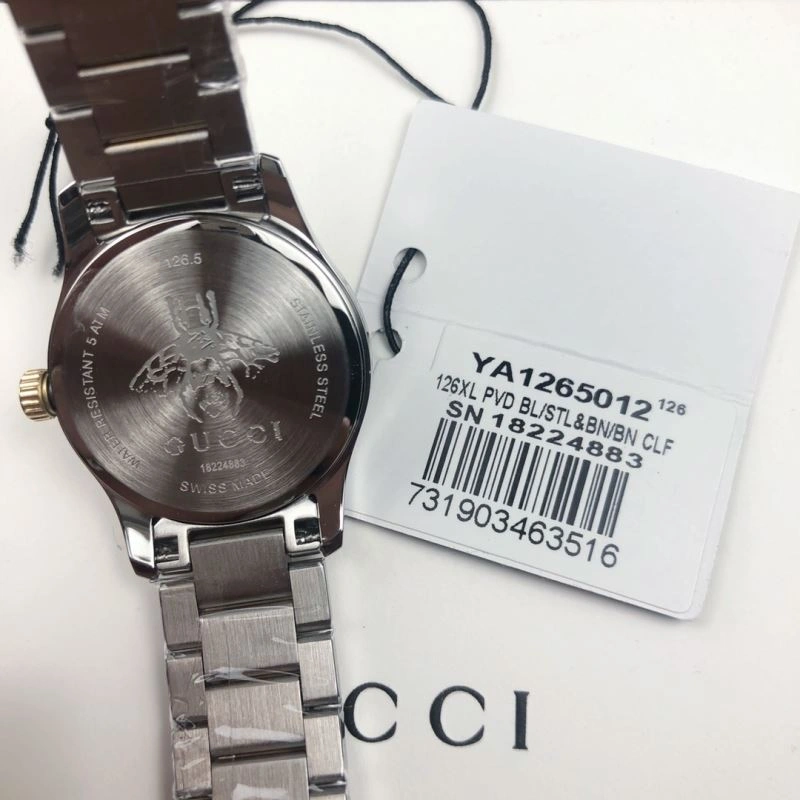 126.5
WATER RESISTANT 5 ATM
STAINLESS STEEL
GUCCI
18224883
SWISS MADE
YA1265012 126
126XL PVD BL/STL&BN/BN CLF
SN 18224883
731903463516
CCI